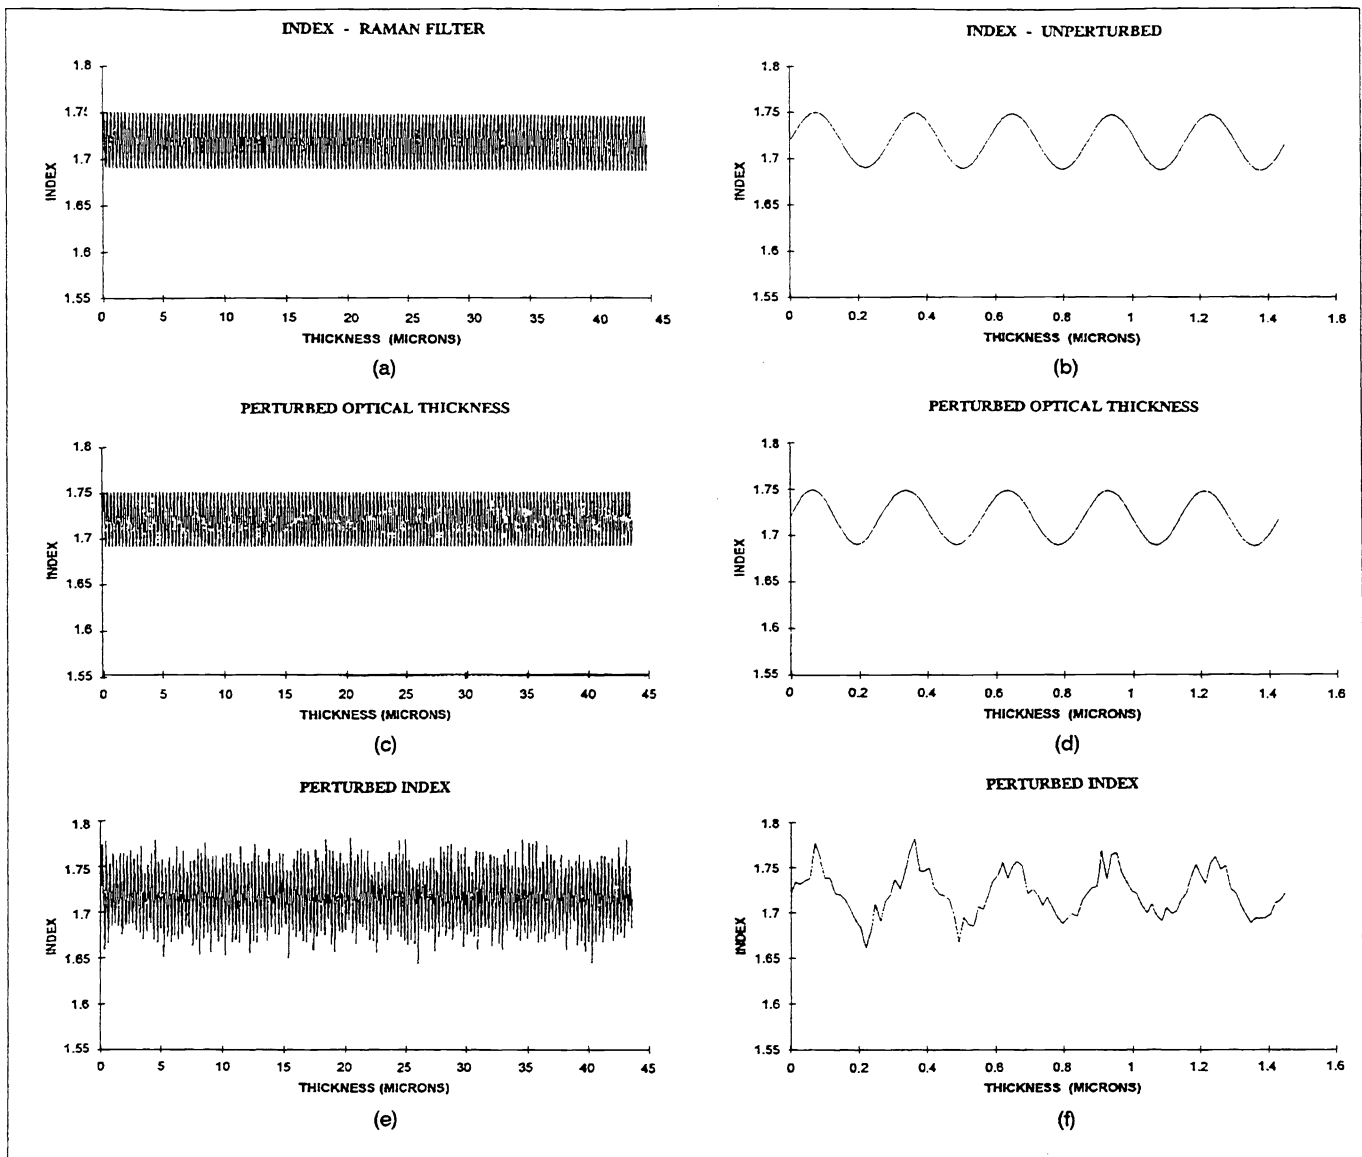 INDEX - RAMAN FILTER
1.8
1.75
1.7
1.65
1.6
1.55
INDEX
0 5 10 15 20 25 30 35 40 45
THICKNESS (MICRONS)
(a)
INDEX - UNPERTURBED
1.8
1.75
1.7
1.65
1.6
1.55
INDEX
0 0.2 0.4 0.6 0.8 1 1.2 1.4 1.6
THICKNESS (MICRONS)
(b)
PERTURBED OPTICAL THICKNESS
1.8
1.75
1.7
1.65
1.6
1.55
INDEX
0 5 10 15 20 25 30 35 40 45
THICKNESS (MICRONS)
(c)
PERTURBED OPTICAL THICKNESS
1.8
1.75
1.7
1.65
1.6
1.55
INDEX
0 0.2 0.4 0.6 0.8 1 1.2 1.4 1.6
THICKNESS (MICRONS)
(d)
PERTURBED INDEX
1.8
1.75
1.7
1.65
1.6
1.55
INDEX
0 5 10 15 20 25 30 35 40 45
THICKNESS (MICRONS)
(e)
PERTURBED INDEX
1.8
1.75
1.7
1.65
1.6
1.55
INDEX
0 0.2 0.4 0.6 0.8 1 1.2 1.4 1.6
THICKNESS (MICRONS)
(f)